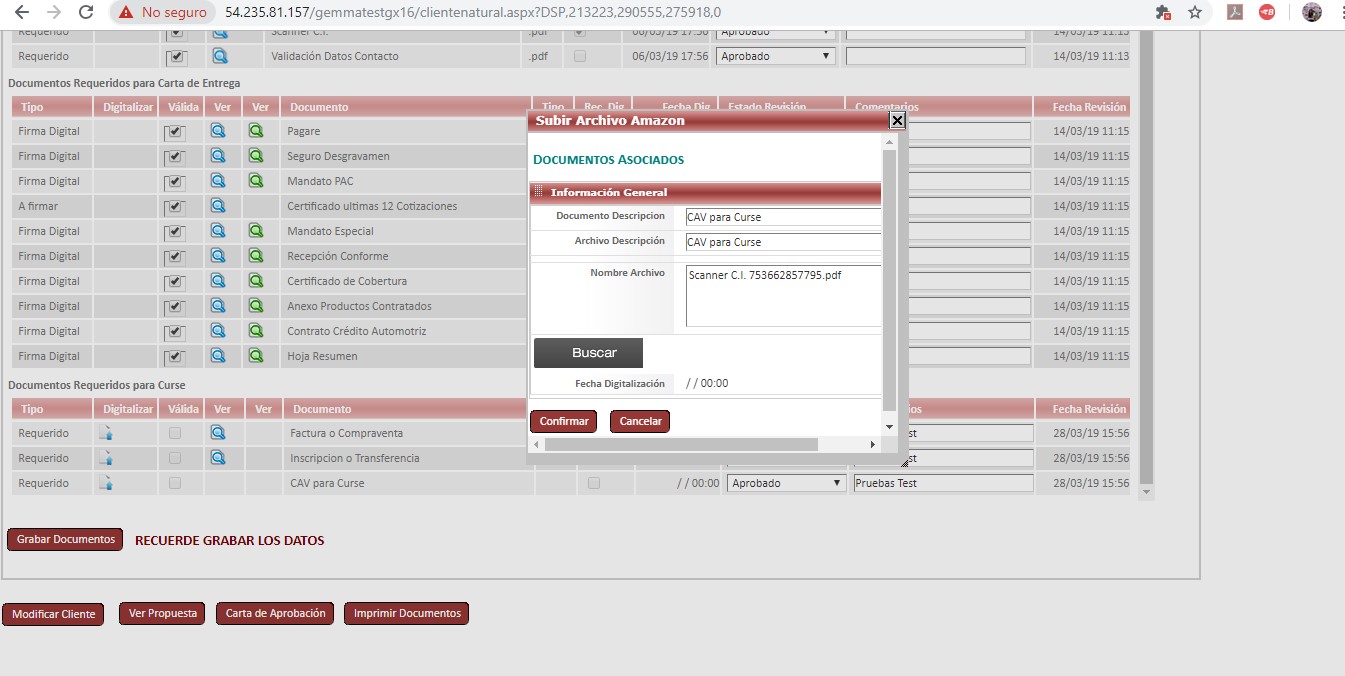 No seguro 54.235.81.157/gemmatestgx16/clientenatural.aspx?DSP,213223,290555,275918,0
Requerido Scanner C.I. .pdf 06/03/19 17:56 Aprobado 14/03/19 11:13
Requerido Validación Datos Contacto .pdf 06/03/19 17:56 Aprobado 14/03/19 11:13
Documentos Requeridos para Carta de Entrega
Tipo Digitalizar Válida Ver Ver Documento Tipo Rec. Dig Fecha Dig Estado Revisión Comentarios Fecha Revisión
Firma Digital Pagare 14/03/19 11:15
Firma Digital Seguro Desgravamen 14/03/19 11:15
Firma Digital Mandato PAC 14/03/19 11:15
A firmar Certificado ultimas 12 Cotizaciones 14/03/19 11:15
Firma Digital Mandato Especial 14/03/19 11:15
Firma Digital Recepción Conforme 14/03/19 11:15
Firma Digital Certificado de Cobertura 14/03/19 11:15
Firma Digital Anexo Productos Contratados 14/03/19 11:15
Firma Digital Contrato Crédito Automotriz 14/03/19 11:15
Firma Digital Hoja Resumen 14/03/19 11:15
Subir Archivo Amazon
DOCUMENTOS ASOCIADOS
Información General
Documento Descripcion CAV para Curse
Archivo Descripción CAV para Curse
Nombre Archivo Scanner C.I. 753662857795.pdf
Buscar
Fecha Digitalización / / 00:00
Confirmar Cancelar
Documentos Requeridos para Curse
Tipo Digitalizar Válida Ver Ver Documento ios Fecha Revisión
Requerido Factura o Compraventa st 28/03/19 15:56
Requerido Inscripcion o Transferencia st 28/03/19 15:56
Requerido CAV para Curse / / 00:00 Aprobado Pruebas Test 28/03/19 15:56
Grabar Documentos RECUERDE GRABAR LOS DATOS
Modificar Cliente Ver Propuesta Carta de Aprobación Imprimir Documentos